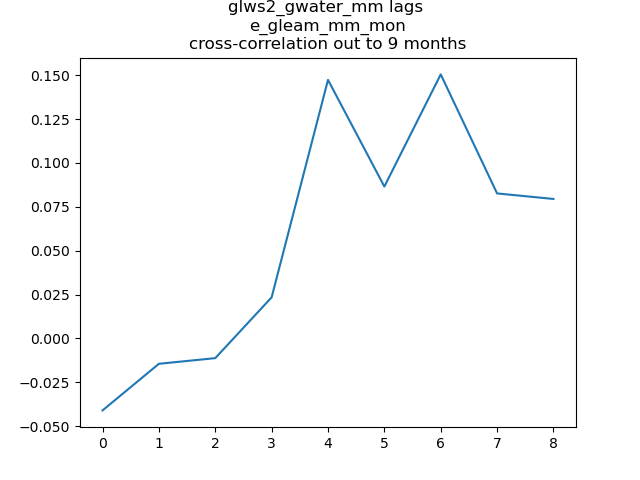 glws2_gwater_mm lags
e_gleam_mm_mon
cross-correlation out to 9 months
0.150
0.125
0.100
0.075
0.050
0.025
0.000
−0.025
−0.050
0 1 2 3 4 5 6 7 8